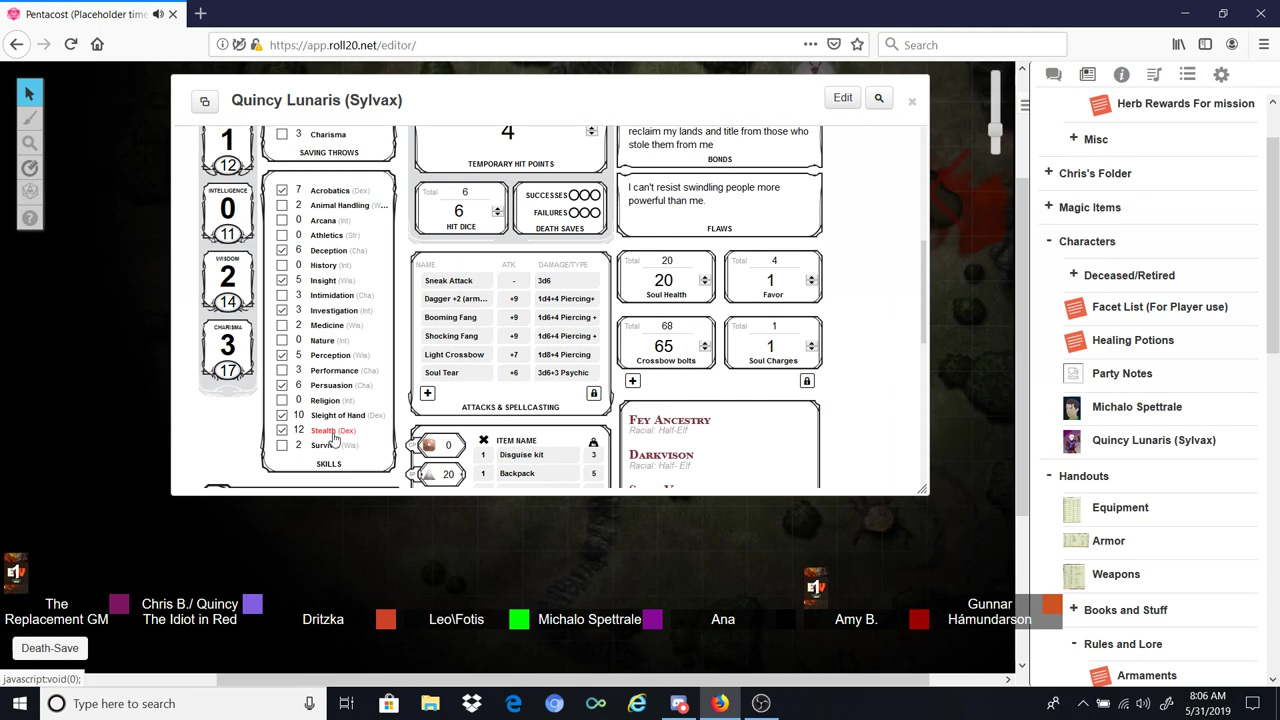 Pentacost (Placeholder time
https://app.roll20.net/editor/
Search
Quincy Lunaris (Sylvax)
Edit
1
12
INTELLIGENCE
0
11
WISDOM
2
14
CHARISMA
3
17
3 Charisma
SAVING THROWS
7 Acrobatics (Dex)
2 Animal Handling (W...
0 Arcana (Int)
0 Athletics (Str)
6 Deception (Cha)
0 History (Int)
5 Insight (Wis)
3 Intimidation (Cha)
3 Investigation (Int)
2 Medicine (Wis)
0 Nature (Int)
5 Perception (Wis)
3 Performance (Cha)
6 Persuasion (Cha)
0 Religion (Int)
10 Sleight of Hand (Dex)
12 Stealth (Dex)
2 Survival (Wis)
SKILLS
4
TEMPORARY HIT POINTS
Total 6
6
HIT DICE
SUCCESSES
FAILURES
DEATH SAVES
NAME ATK DAMAGE/TYPE
Sneak Attack - 3d6
Dagger +2 (arm... +9 1d4+4 Piercing+
Booming Fang +9 1d6+4 Piercing +
Shocking Fang +9 1d6+4 Piercing +
Light Crossbow +7 1d8+4 Piercing
Soul Tear +6 3d6+3 Psychic
ATTACKS & SPELLCASTING
CP 0
SP 20
ITEM NAME
1 Disguise kit 3
1 Backpack 5
reclaim my lands and title from those who
stole them from me
BONDS
I can't resist swindling people more
powerful than me.
FLAWS
Total 20
20
Soul Health
Total 4
1
Favor
Total 68
65
Crossbow bolts
Total 1
1
Soul Charges
FEY ANCESTRY
Racial: Half-Elf
DARKVISON
Racial: Half- Elf
Herb Rewards For mission
+ Misc
+ Chris's Folder
+ Magic Items
- Characters
+ Deceased/Retired
Facet List (For Player use)
Healing Potions
Party Notes
Michalo Spettrale
Quincy Lunaris (Sylvax)
- Handouts
Equipment
Armor
Weapons
+ Books and Stuff
- Rules and Lore
Armaments
The
Replacement GM
Chris B./ Quincy
The Idiot in Red
Dritzka
Leo\Fotis
Michalo Spettrale
Ana
Amy B.
Gunnar
Hámundarson
Death-Save
javascript:void(0);
Type here to search
8:06 AM
5/31/2019